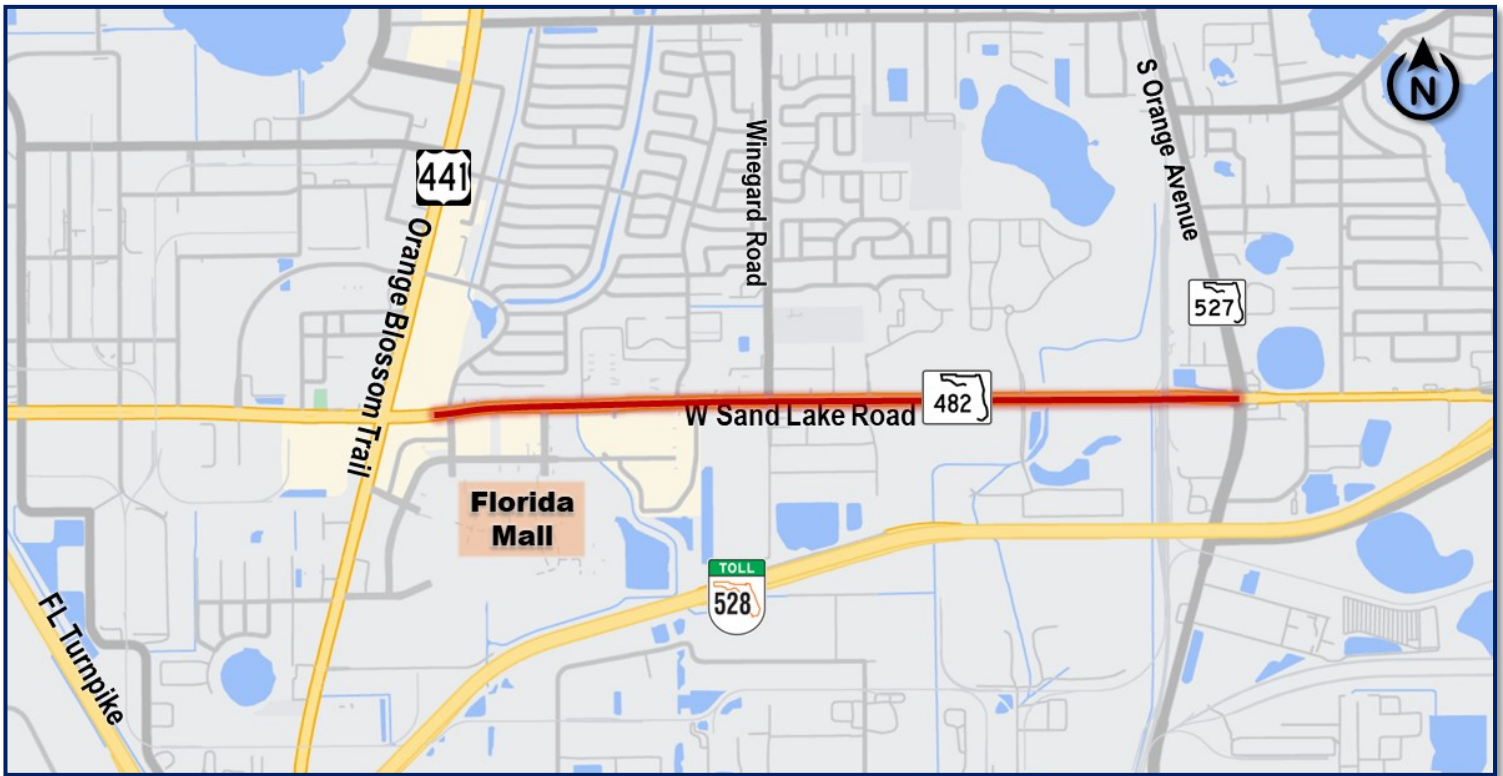 N
S Orange Avenue
441
Winegard Road
Orange Blossom Trail
527
482
W Sand Lake Road
Florida
Mall
TOLL
528
FL Turnpike